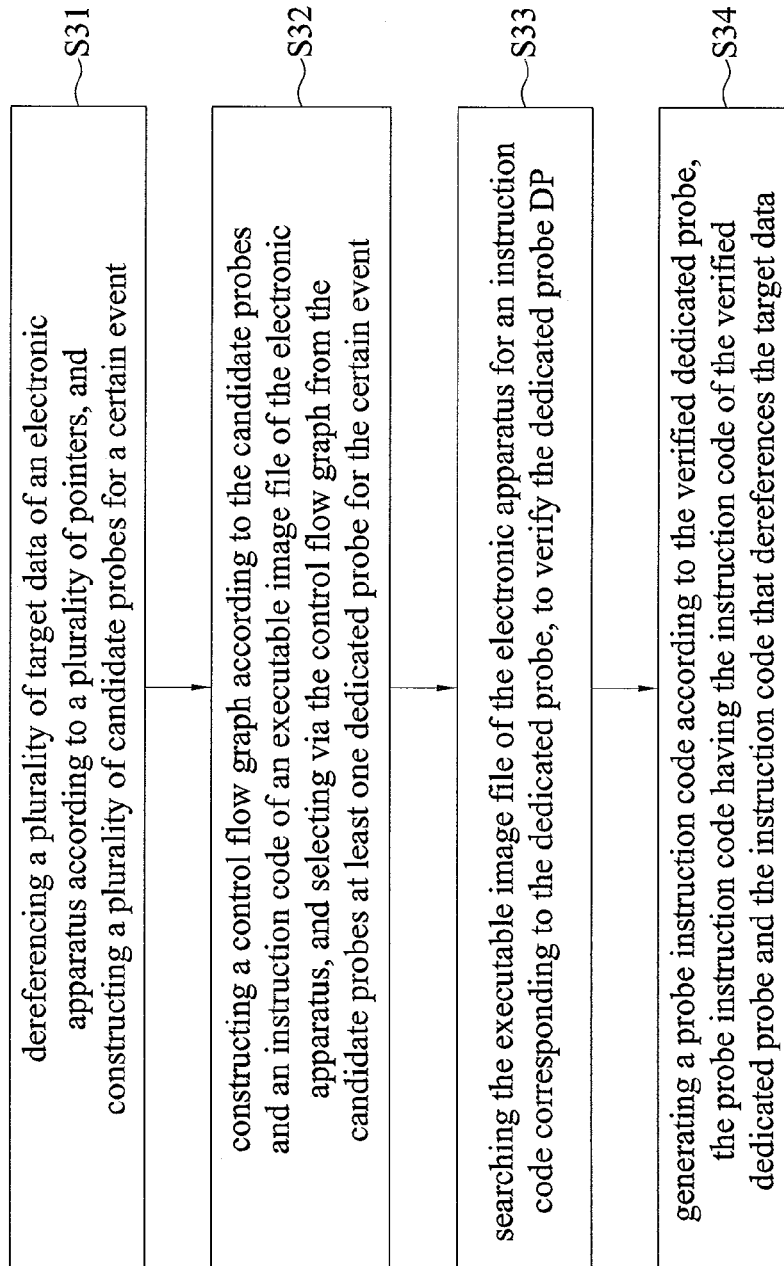 dereferencing a plurality of target data of an electronic
apparatus according to a plurality of pointers, and
constructing a plurality of candidate probes for a certain event
S31
constructing a control flow graph according to the candidate probes
and an instruction code of an executable image file of the electronic
apparatus, and selecting via the control flow graph from the
candidate probes at least one dedicated probe for the certain event
S32
searching the executable image file of the electronic apparatus for an instruction
code corresponding to the dedicated probe, to verify the dedicated probe DP
S33
generating a probe instruction code according to the verified dedicated probe,
the probe instruction code having the instruction code of the verified
dedicated probe and the instruction code that dereferences the target data
S34